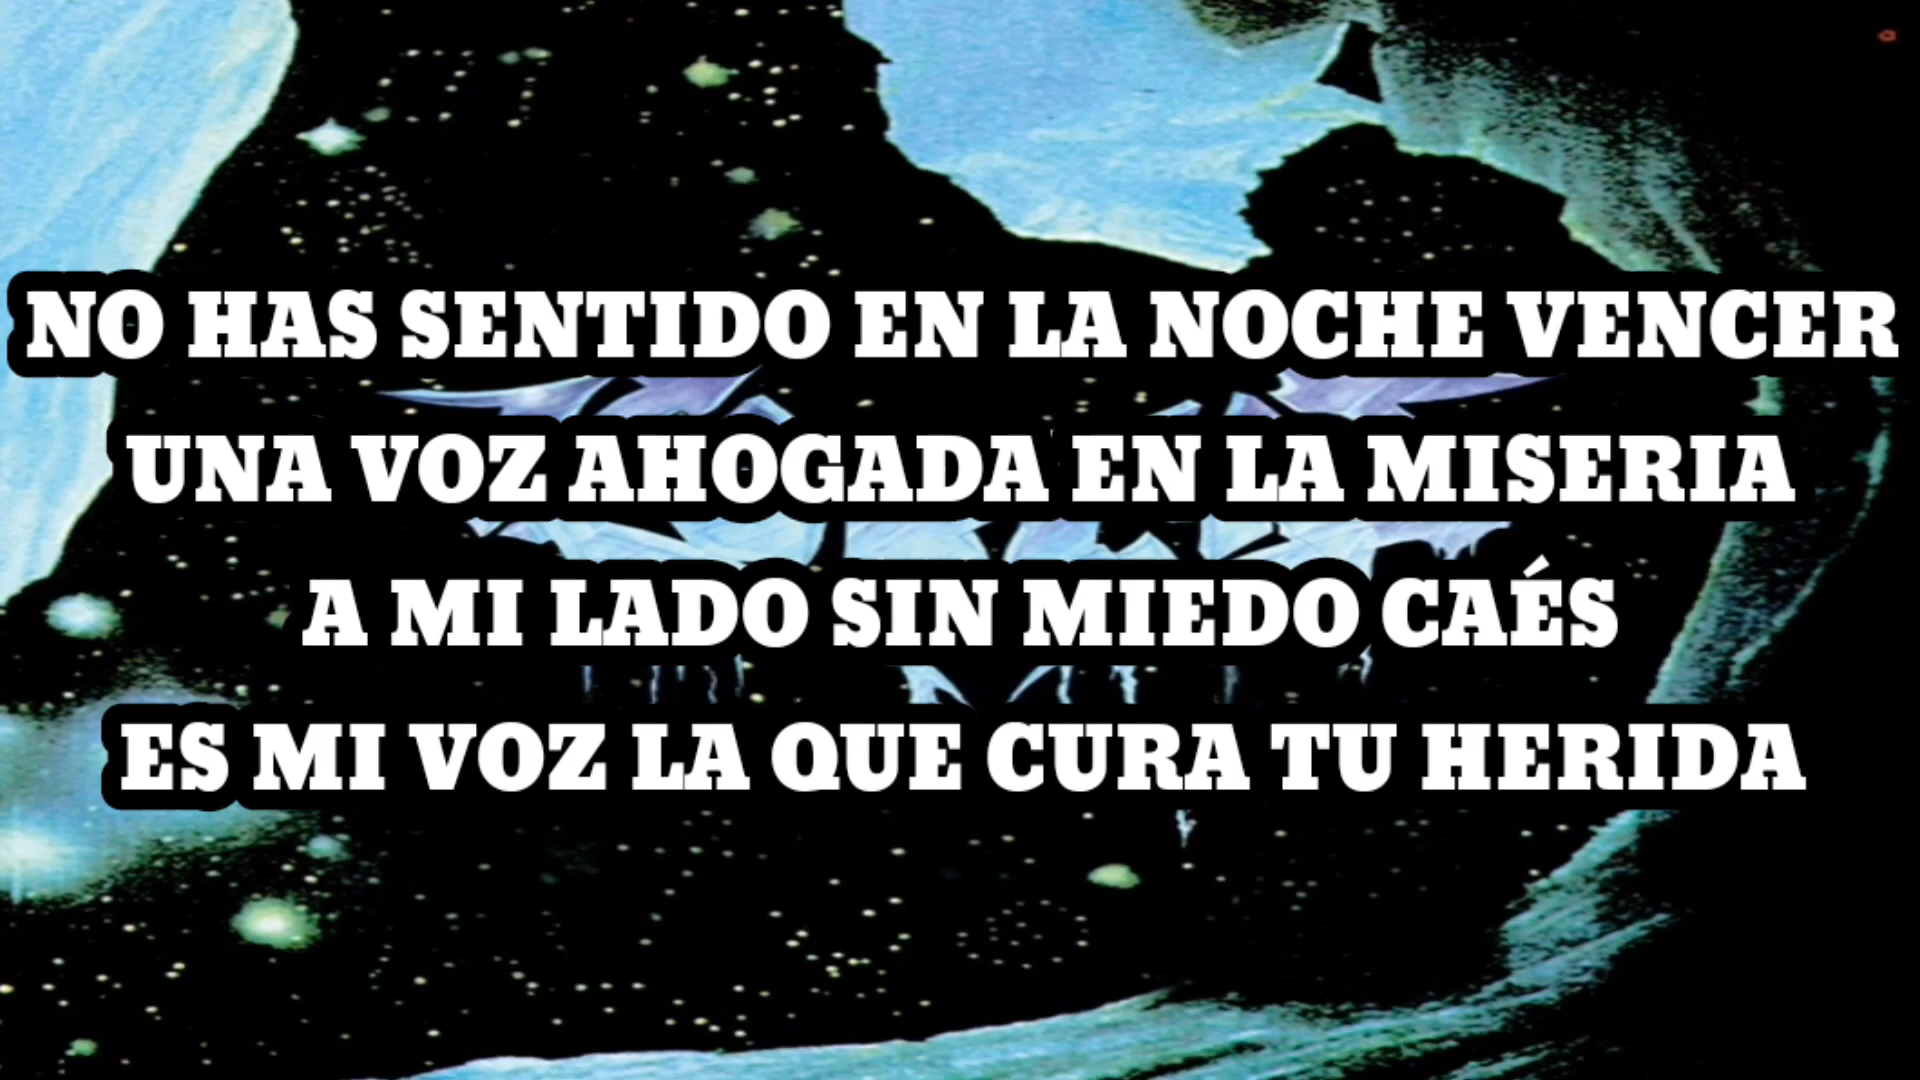 NO HAS SENTIDO EN LA NOCHE VENCER
UNA VOZ AHOGADA EN LA MISERIA
A MI LADO SIN MIEDO CAÉS
ES MI VOZ LA QUE CURA TU HERIDA